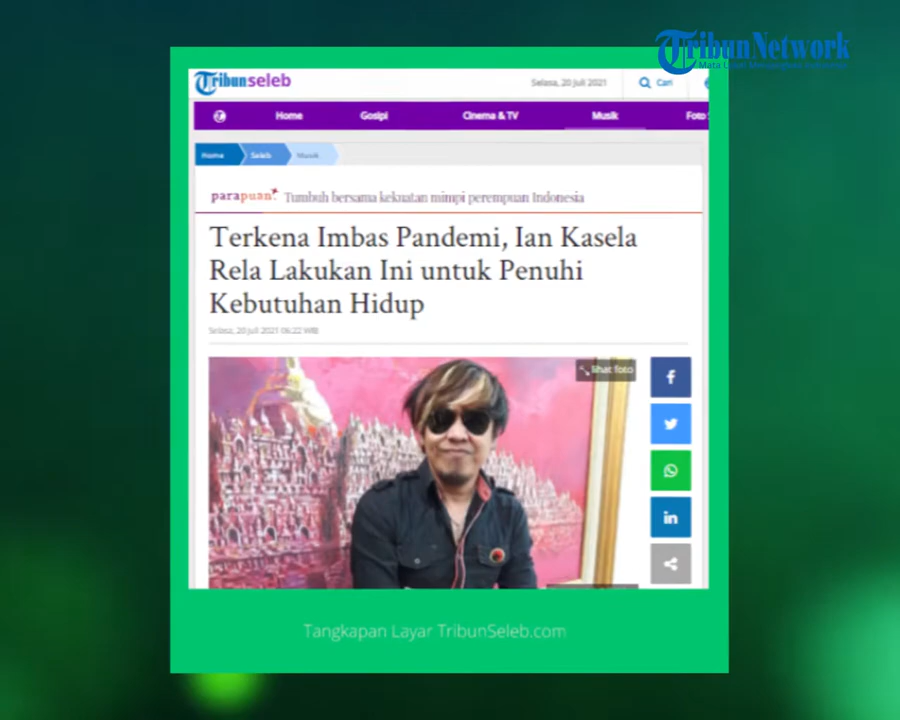 TribunNetwork
Tribunseleb
Selasa, 20 Juli 2021
Cari
Home
Gosipi
Cinema & TV
Musik
Foto
Home
Seleb
Musik
parapuan
Tumbuh bersama kekuatan mimpi perempuan Indonesia
Terkena Imbas Pandemi, Ian Kasela
Rela Lakukan Ini untuk Penuhi
Kebutuhan Hidup
Selasa, 20 Juli 2021 06:22 WIB
lihat foto
Tangkapan Layar TribunSeleb.com